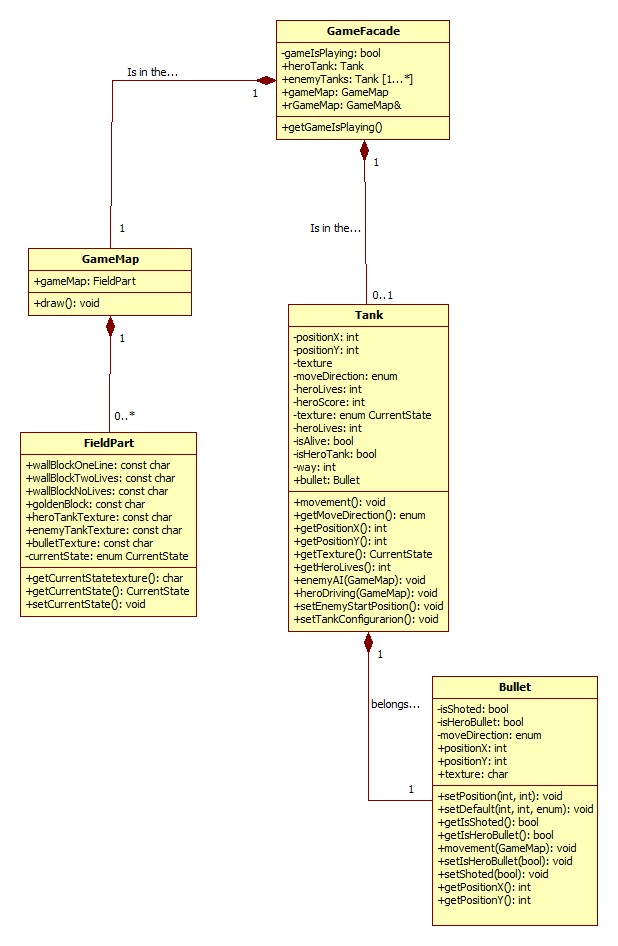 GameFacade
-gameIsPlaying: bool
+heroTank: Tank
+enemyTanks: Tank [1...*]
+gameMap: GameMap
+rGameMap: GameMap&
+getGameIsPlaying()
Is in the...
1
1
1
Is in the...
0..1
GameMap
+gameMap: FieldPart
+draw(): void
1
0..*
FieldPart
+wallBlockOneLine: const char
+wallBlockTwoLives: const char
+wallBlockNoLives: const char
+goldenBlock: const char
+heroTankTexture: const char
+enemyTankTexture: const char
+bulletTexture: const char
-currentState: enum CurrentState
+getCurrentStatetexture(): char
+getCurrentState(): CurrentState
+setCurrentState(): void
Tank
-positionX: int
-positionY: int
-texture
-moveDirection: enum
-heroLives: int
-heroScore: int
-texture: enum CurrentState
-heroLives: int
-isAlive: bool
-isHeroTank: bool
-way: int
+bullet: Bullet
+movement(): void
+getMoveDirection(): enum
+getPositionX(): int
+getPositionY(): int
+getTexture(): CurrentState
+getHeroLives(): int
+enemyAI(GameMap): void
+heroDriving(GameMap): void
+setEnemyStartPosition(): void
+setTankConfigurarion(): void
1
belongs...
1
Bullet
-isShoted: bool
-isHeroBullet: bool
-moveDirection: enum
+positionX: int
+positionY: int
+texture: char
+setPosition(int, int): void
+setDefault(int, int, enum): void
+getIsShoted(): bool
+getIsHeroBullet(): bool
+movement(GameMap): void
+setIsHeroBullet(bool): void
+setShoted(bool): void
+getPositionX(): int
+getPositionY(): int